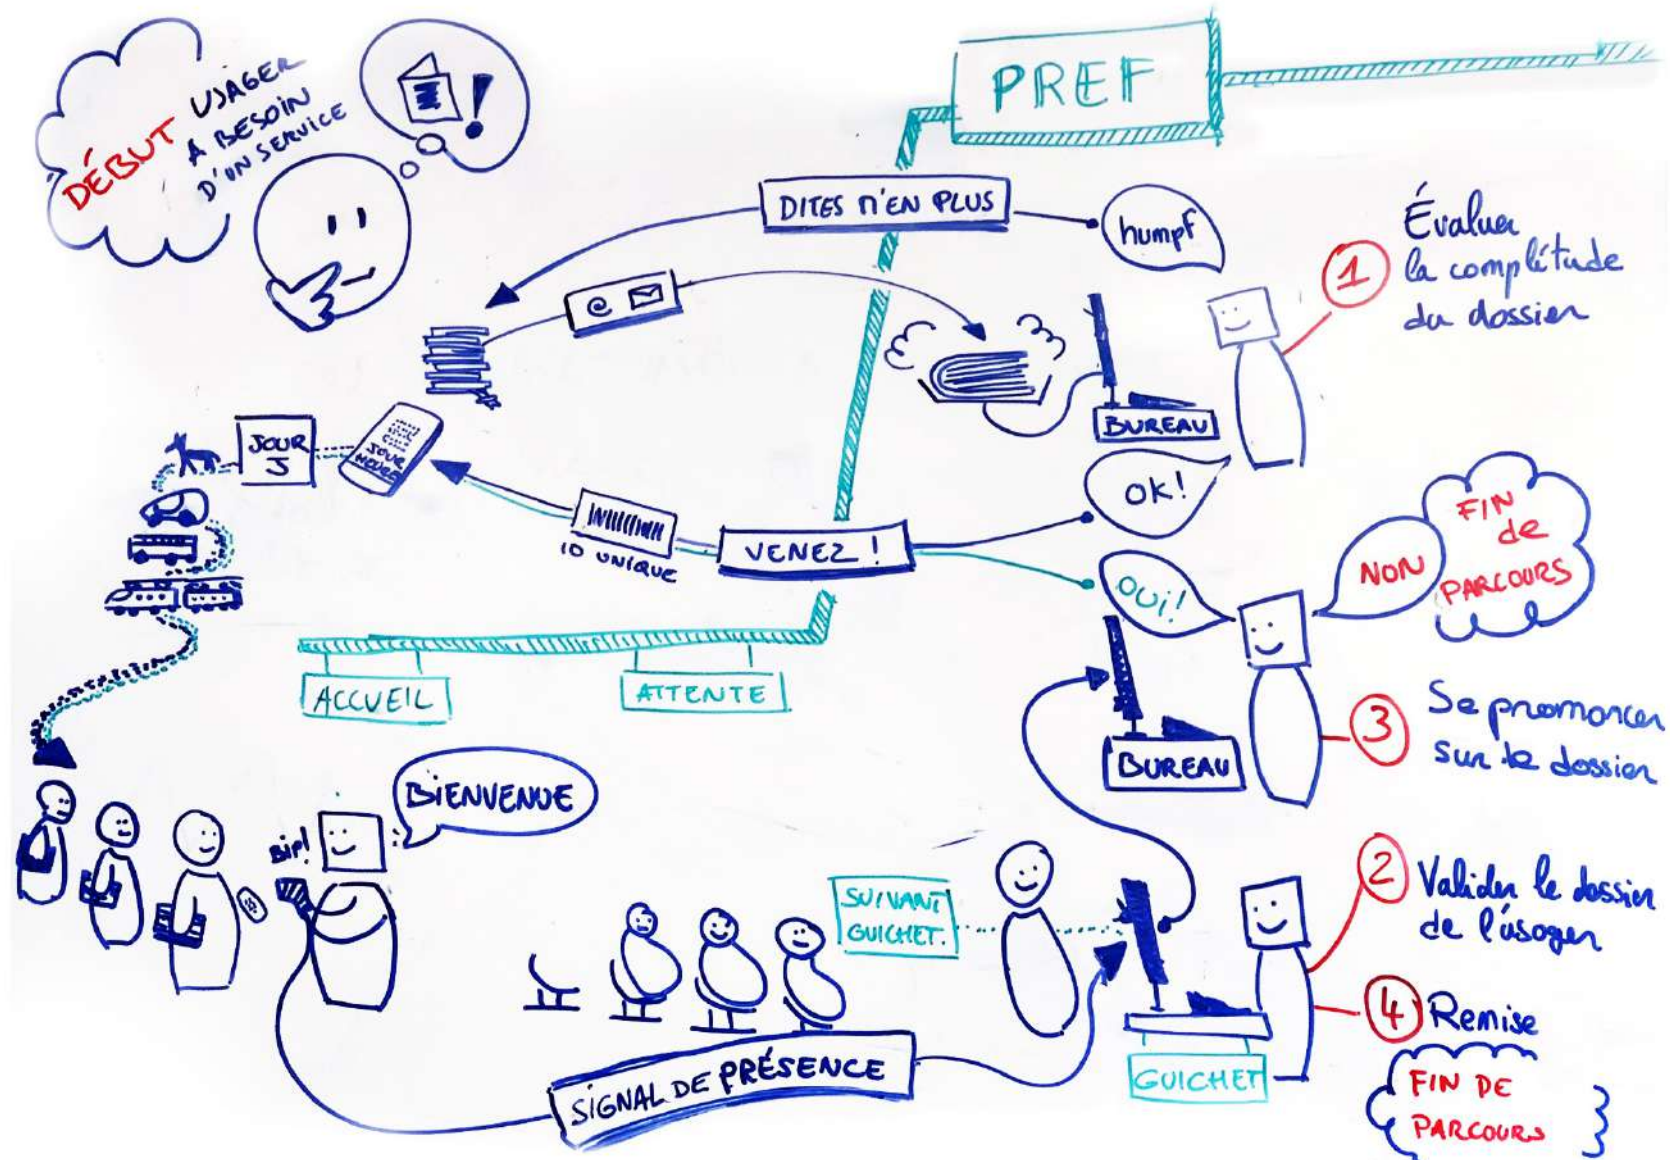 DÉBUT USAGER
A BESOIN
D'UN SERVICE
!
PREF
DITES M'EN PLUS
humpf
1
Évaluer
la complétude
du dossier
@
BUREAU
JOUR
J
JOUR
HEURE
OK!
ID UNIQUE
VENEZ !
OUi!
NON
FIN
de
PARCOURS
ACCUEIL
ATTENTE
BUREAU
3
Se prononcer
sur le dossier
BiENVENUE
Bip!
SUIVANT
GUICHET.
2
Valider le dossier
de l'usager
4
Remise
SIGNAL DE PRÉSENCE
GUICHET
FIN DE
PARCOURS